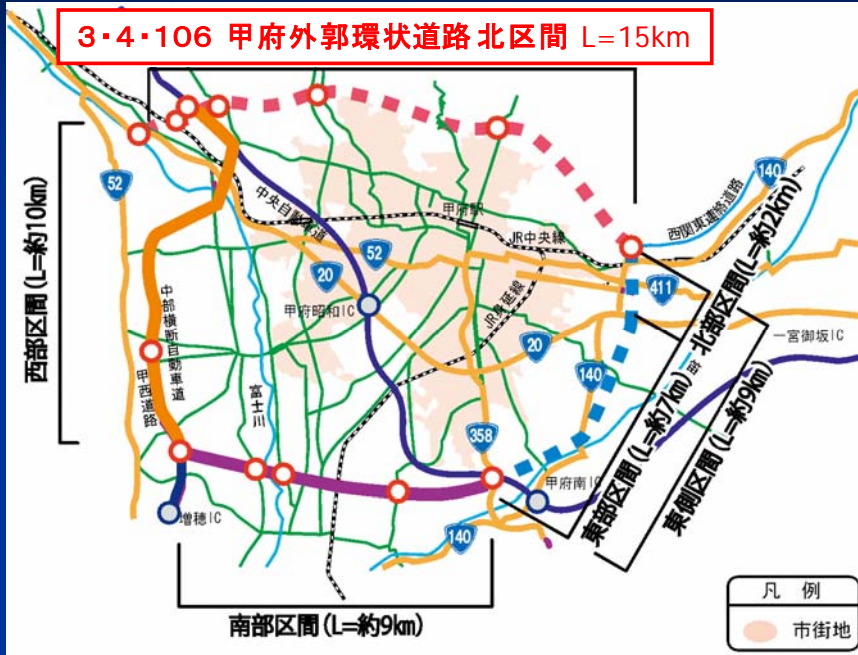 3・4・106 甲府外郭環状道路 北区間 L=15km
52
140
西関東連絡道路
西部区間(L=約10km)
中央自動車道
甲府駅
JR中央線
20
52
411
甲府昭和IC
JR身延線
中部横断自動車道
甲西道路
富士川
20
140
358
一宮御坂IC
北部区間(L=約2km)
東部区間(L=約7km)
路
東側区間(L=約9km)
増穂IC
甲府南IC
140
南部区間(L=約9km)
凡 例
市街地